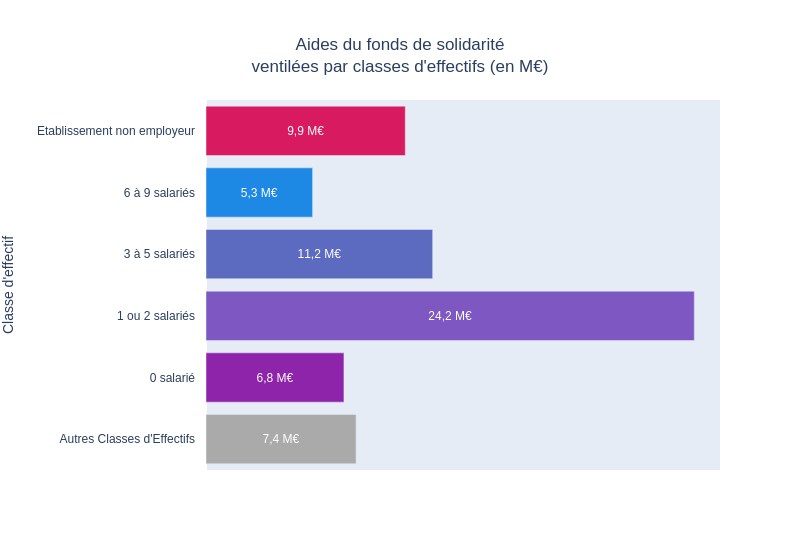 Aides du fonds de solidarité
ventilées par classes d'effectifs (en M€)
Etablissement non employeur
9,9 M€
6 à 9 salariés
5,3 M€
3 à 5 salariés
11,2 M€
1 ou 2 salariés
24,2 M€
0 salarié
6,8 M€
Autres Classes d'Effectifs
7,4 M€
Classe d'effectif